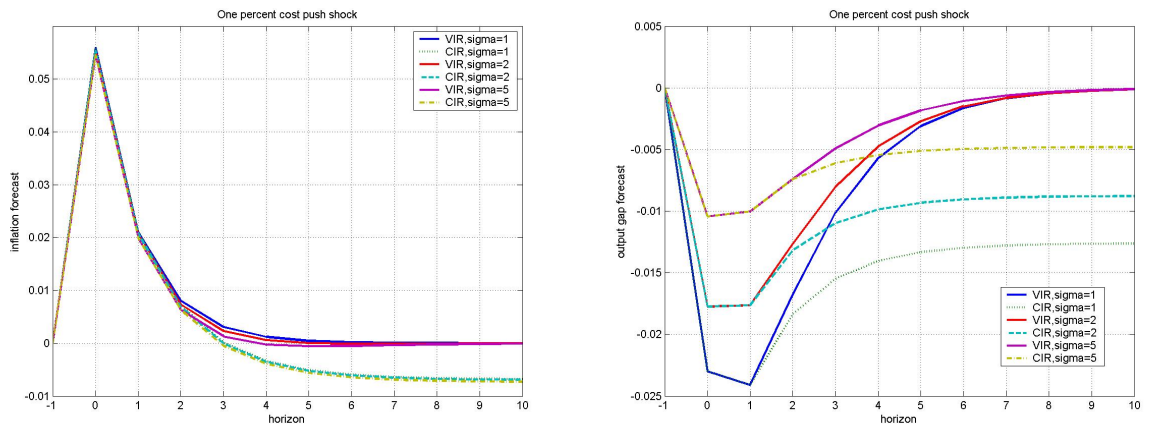 One percent cost push shock
0.05
0.04
0.03
0.02
0.01
0
-0.01
inflation forecast
-1 0 1 2 3 4 5 6 7 8 9 10
horizon
VIR,sigma=1
CIR,sigma=1
VIR,sigma=2
CIR,sigma=2
VIR,sigma=5
CIR,sigma=5
One percent cost push shock
0.005
0
-0.005
-0.01
-0.015
-0.02
-0.025
output gap forecast
-1 0 1 2 3 4 5 6 7 8 9 10
horizon
VIR,sigma=1
CIR,sigma=1
VIR,sigma=2
CIR,sigma=2
VIR,sigma=5
CIR,sigma=5